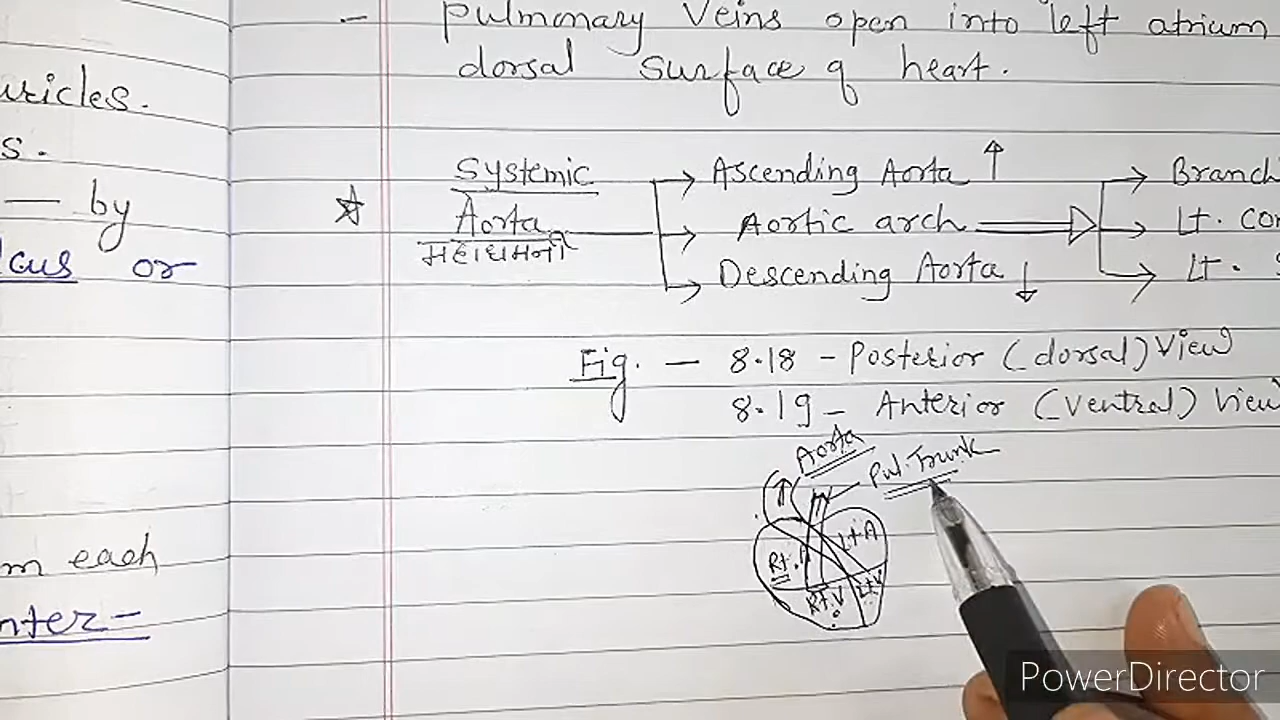 uricles.
s.
— by
lcus or
m each
nter-
- Pulmonary Veins open into left atrium
dorsal surface of heart.
Systemic
Aorta
महाधमनी
Ascending Aorta ↑
Aortic arch
Descending Aorta ↓
Branch
Lt. Co
Lt. S
Fig. — 8.18 - Posterior (dorsal) View
8.19 - Anterior (Ventral) View
Aorta
Pul. Trunk
Rt. A
Lt A
Rt. V
Lt V
PowerDirector